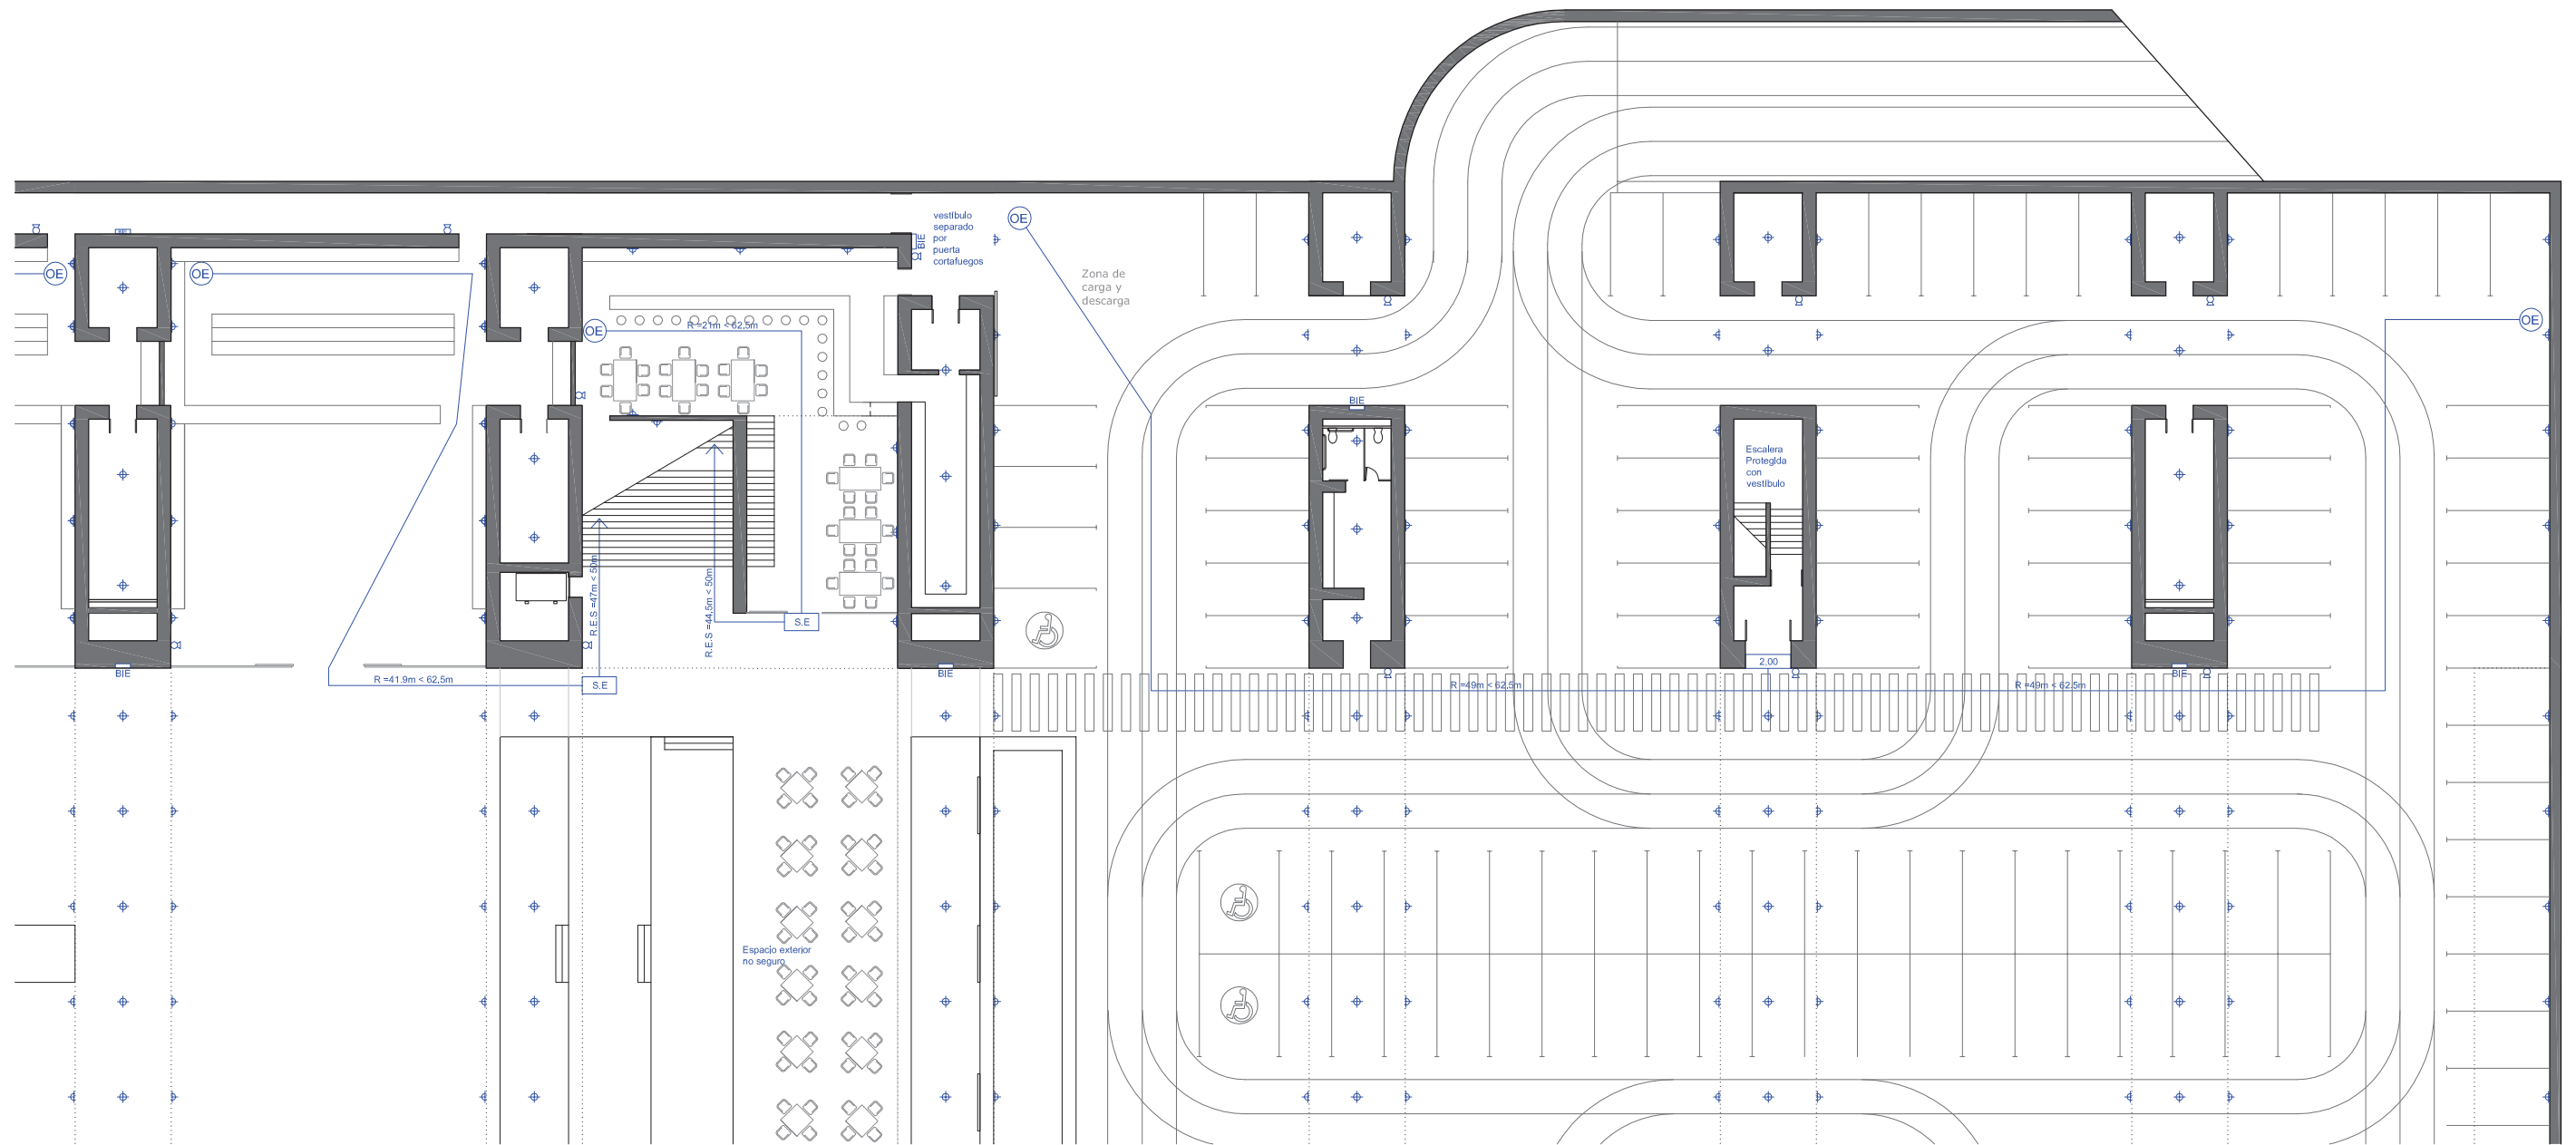 vestíbulo
separado
por
puerta
cortafuegos
BIE
OE
Zona de
carga y
descarga
OE
OE
BIE
OE
R =21m < 62,5m
OE
BIE
Escalera
Protegida
con
vestíbulo
R.E.S =47m < 50m
R.E.S =44,5m < 50m
S.E
2,00
BIE
BIE
BIE
R =41.9m < 62,5m
S.E
R =49m < 62,5m
R =49m < 62,5m
Espacio exterior
no seguro